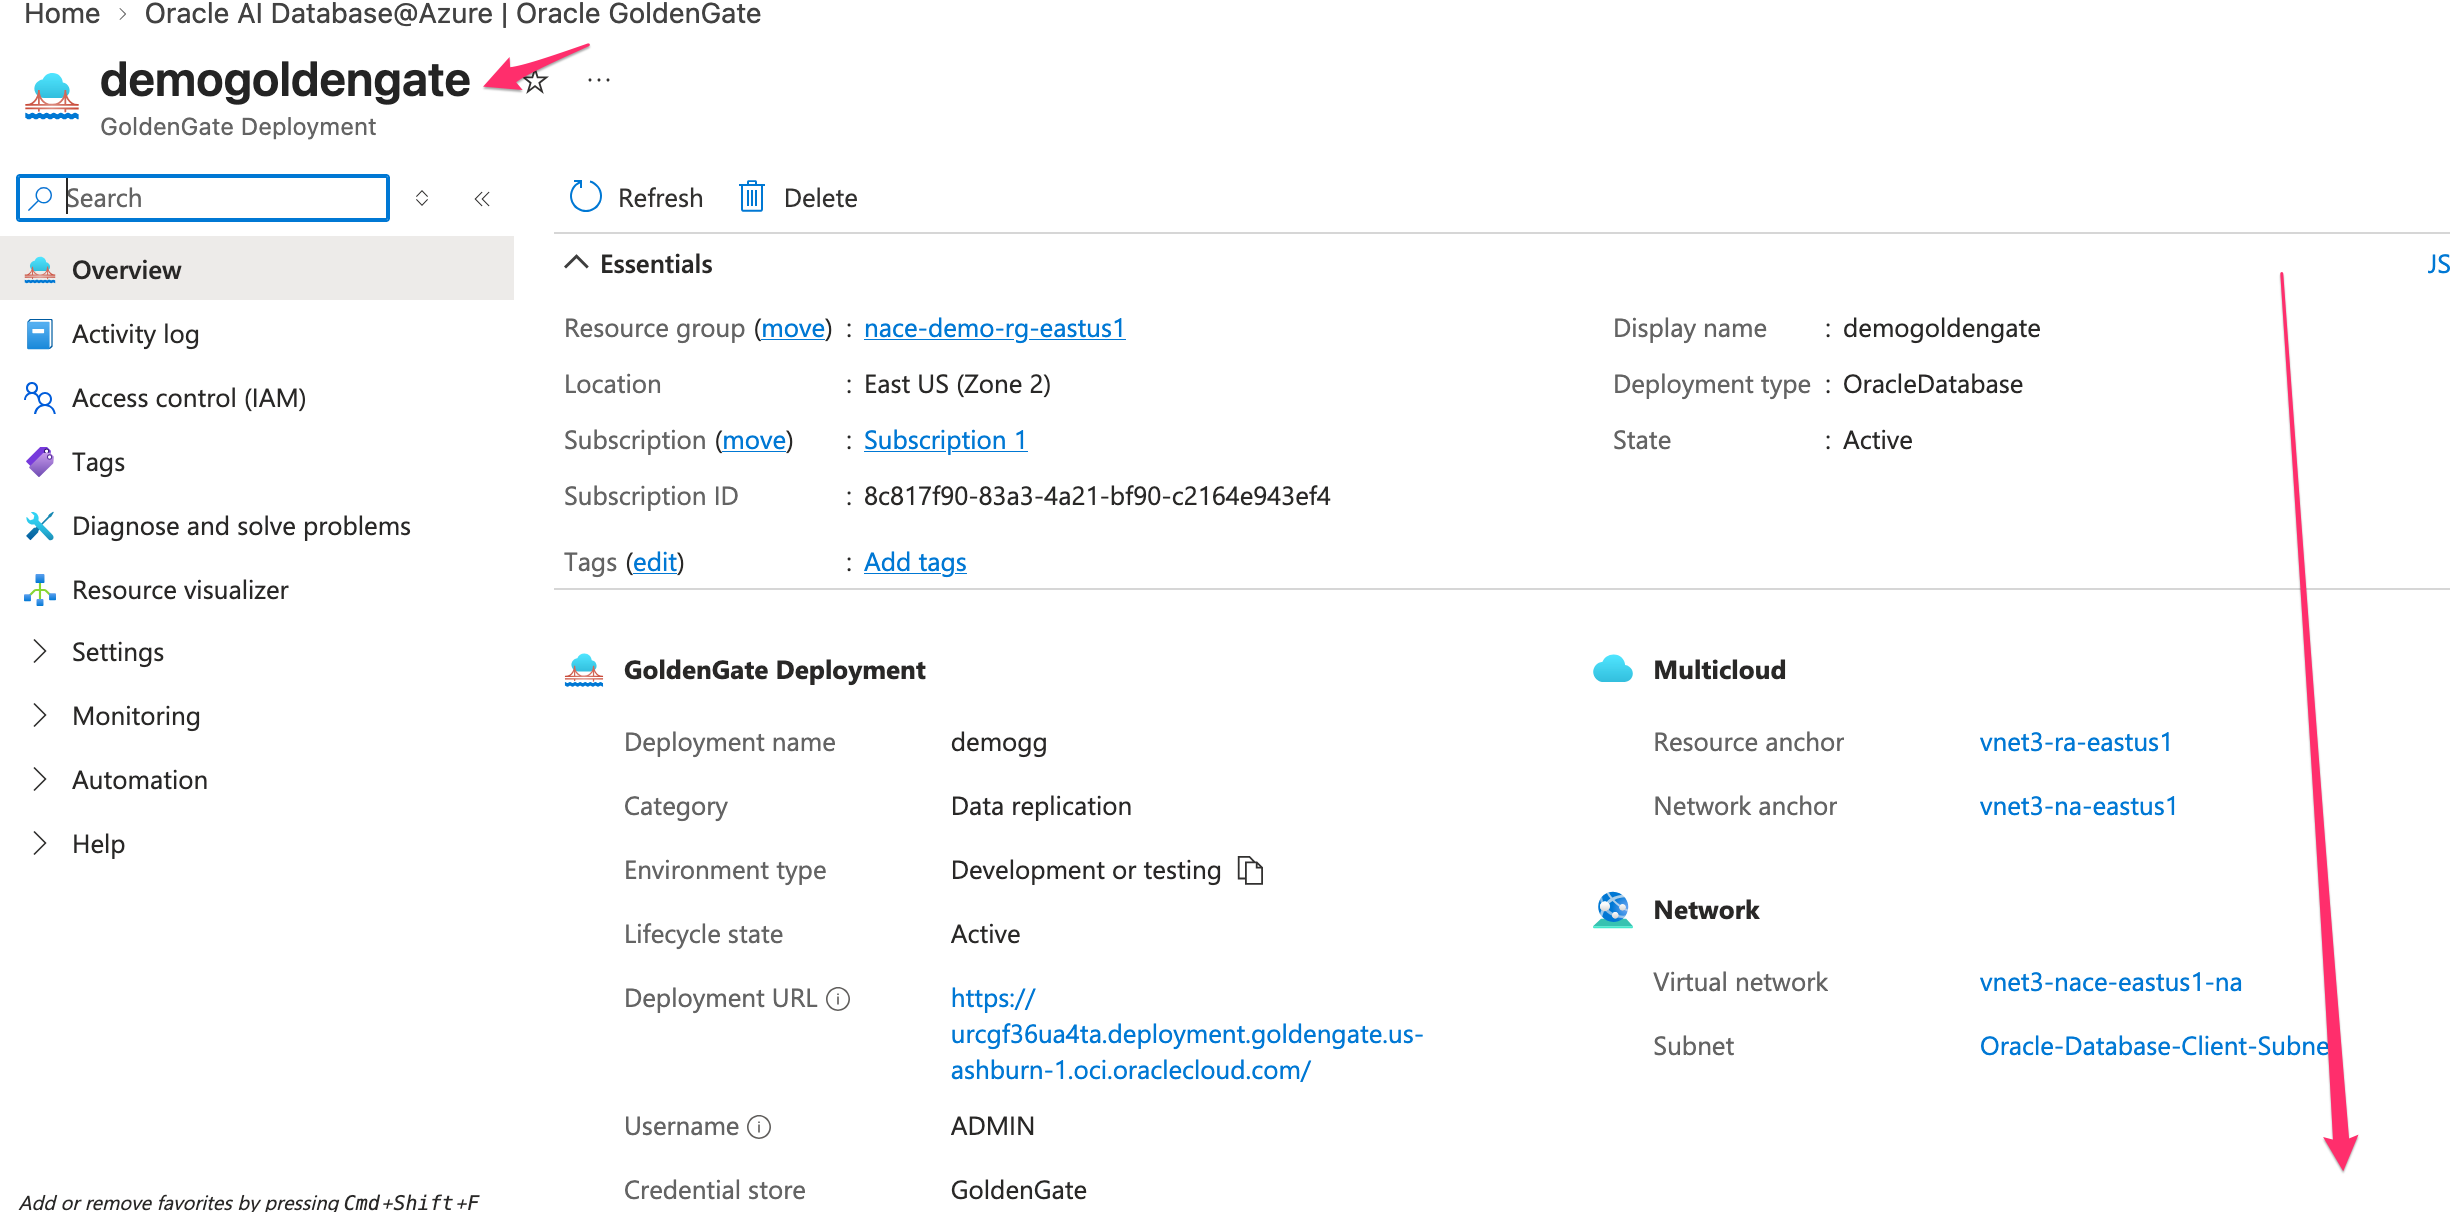 Home > Oracle AI Database@Azure | Oracle GoldenGate
demogoldengate
GoldenGate Deployment
Search
Refresh
Delete
Overview
Activity log
Access control (IAM)
Tags
Diagnose and solve problems
Resource visualizer
Settings
Monitoring
Automation
Help
Add or remove favorites by pressing Cmd+Shift+F
Essentials
JS
Resource group (move) : nace-demo-rg-eastus1
Location : East US (Zone 2)
Subscription (move) : Subscription 1
Subscription ID : 8c817f90-83a3-4a21-bf90-c2164e943ef4
Tags (edit) : Add tags
Display name : demogoldengate
Deployment type : OracleDatabase
State : Active
GoldenGate Deployment
Deployment name demogg
Category Data replication
Environment type Development or testing
Lifecycle state Active
Deployment URL https://
urcgf36ua4ta.deployment.goldengate.us-
ashburn-1.oci.oraclecloud.com/
Username ADMIN
Credential store GoldenGate
Multicloud
Resource anchor vnet3-ra-eastus1
Network anchor vnet3-na-eastus1
Network
Virtual network vnet3-nace-eastus1-na
Subnet Oracle-Database-Client-Subne